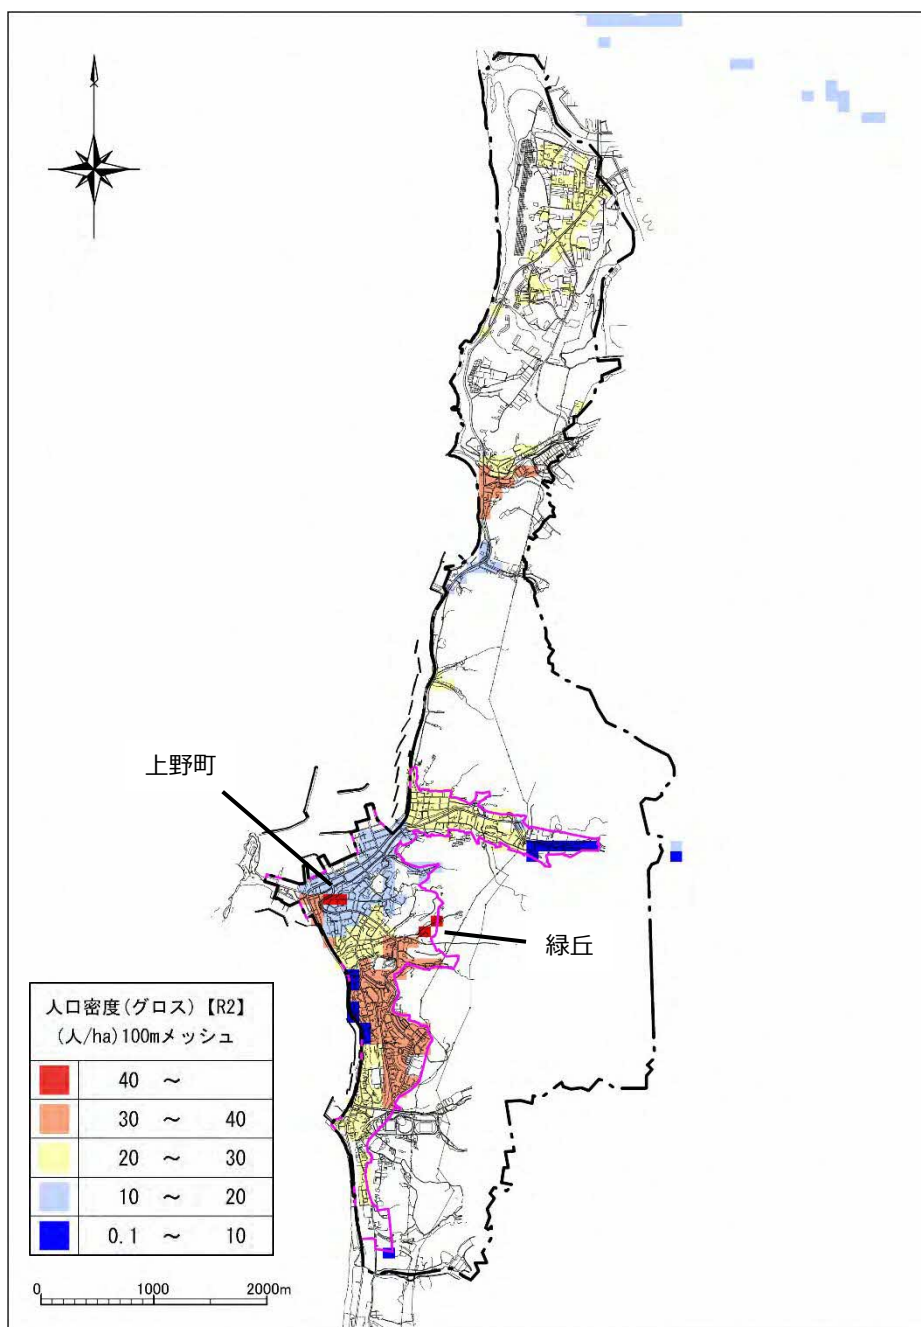 上野町
緑丘
人口密度(グロス)【R2】
(人/ha)100mメッシュ
40 ～
30 ～ 40
20 ～ 30
10 ～ 20
0.1 ～ 10
0 1000 2000m